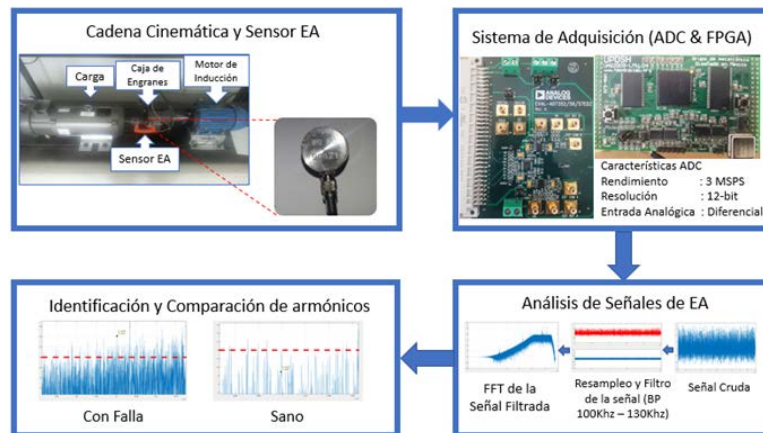 Cadena Cinemática y Sensor EA
Carga
Caja de
Engranes
Motor de
Inducción
Sensor EA
Sistema de Adquisición (ADC & FPGA)
ANALOG
DEVICES
Características ADC
Rendimiento : 3 MSPS
Resolución : 12-bit
Entrada Analógica : Diferencial
Identificación y Comparación de armónicos
Con Falla
Sano
Análisis de Señales de EA
FFT de la
Señal Filtrada
Resampleo y Filtro
de la señal (BP
100Khz – 130Khz)
Señal Cruda